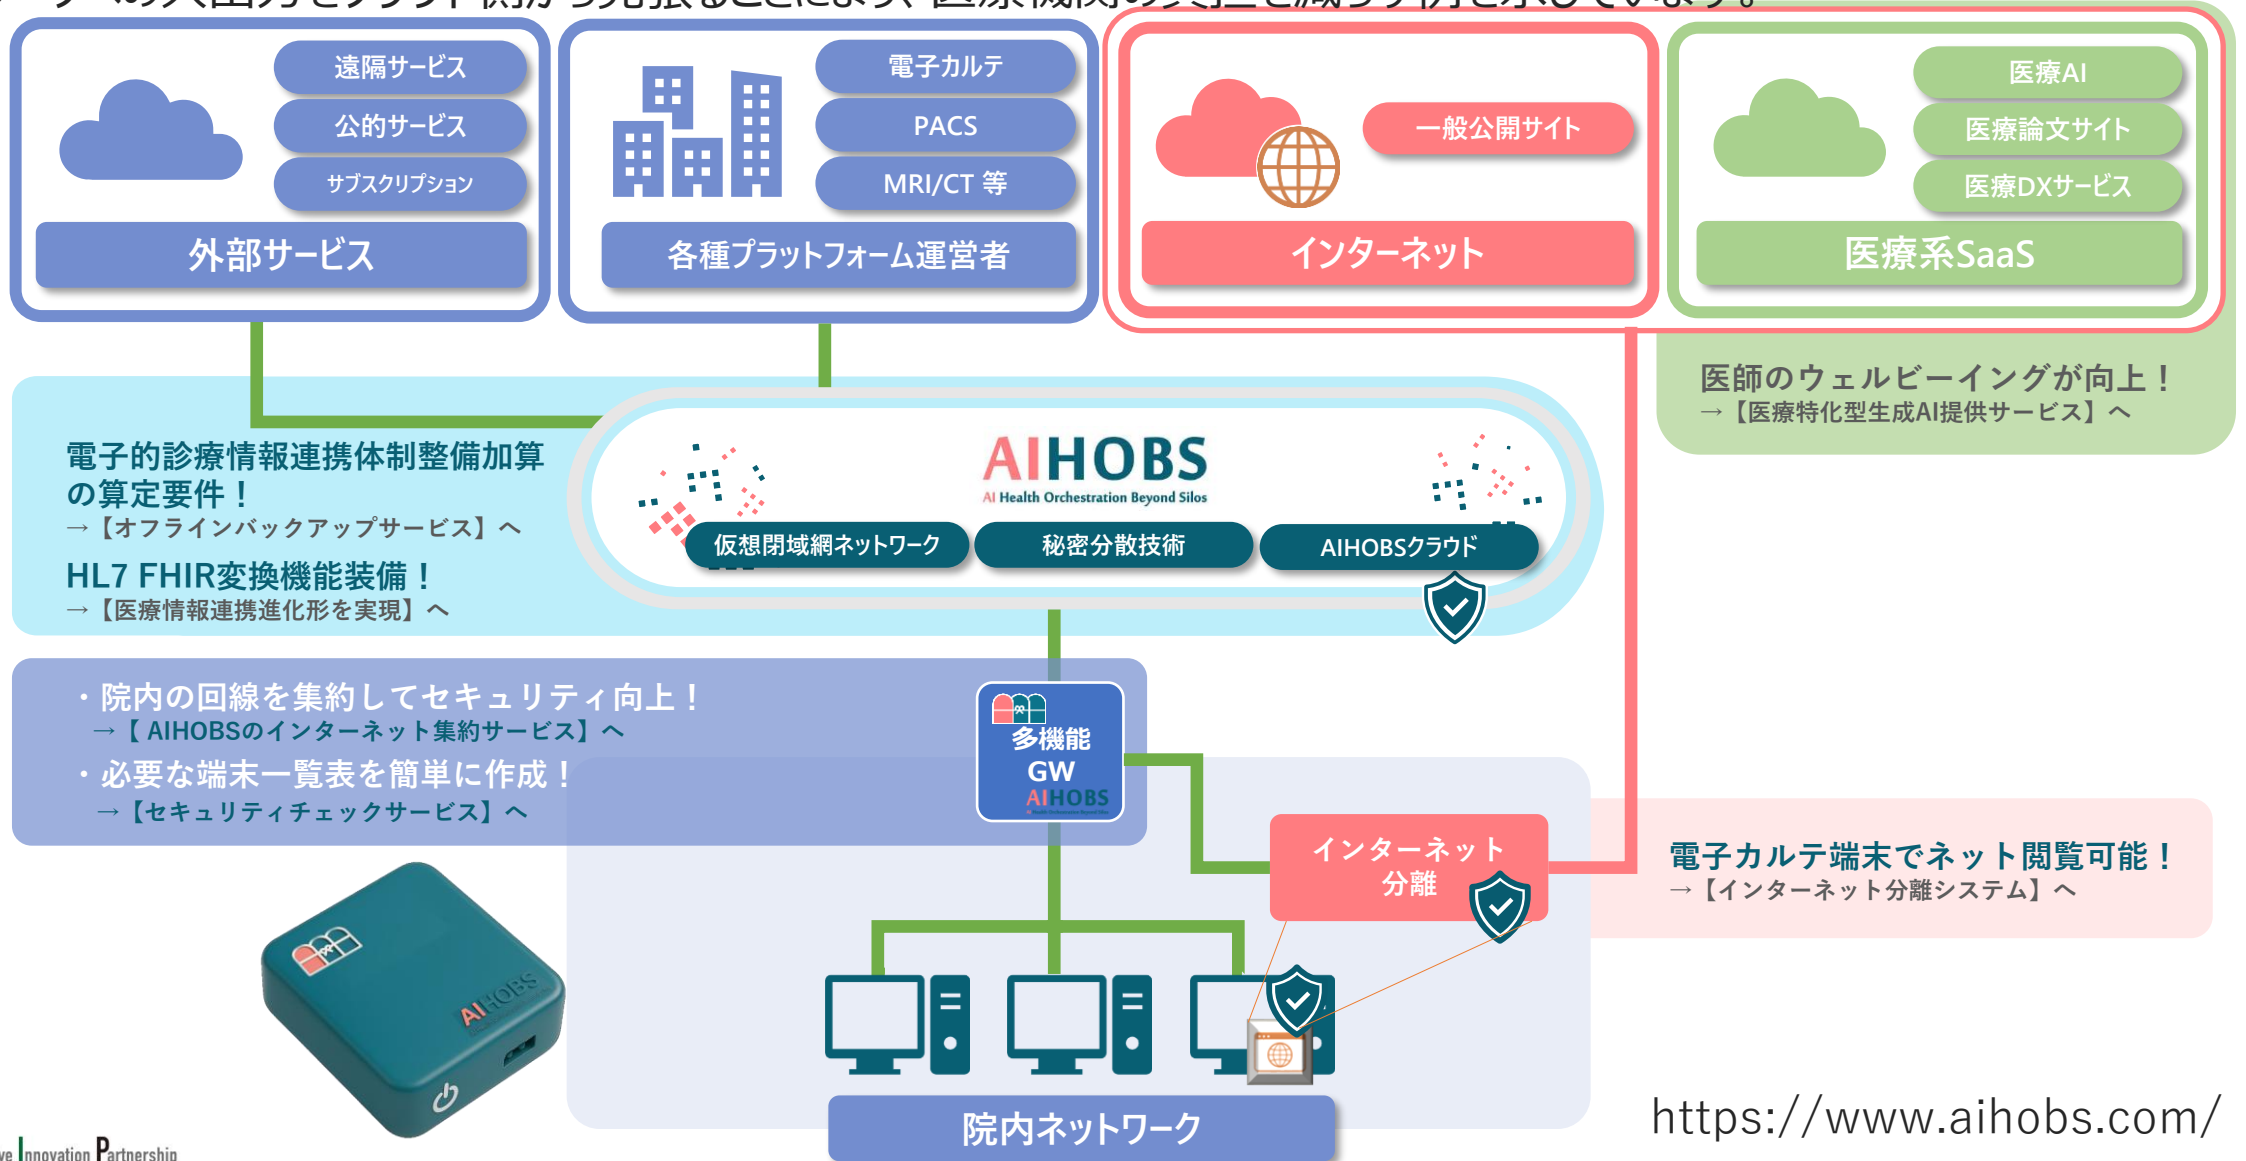 遠隔サービス
公的サービス
サブスクリプション
外部サービス
電子カルテ
PACS
MRI/CT 等
各種プラットフォーム運営者
一般公開サイト
インターネット
医療AI
医療論文サイト
医療DXサービス
医療系SaaS
医師のウェルビーイングが向上！
→【医療特化型生成AI提供サービス】へ
電子的診療情報連携体制整備加算
の算定要件！
→【オフラインバックアップサービス】へ
HL7 FHIR変換機能装備！
→【医療情報連携進化形を実現】へ
AIHOBS
AI Health Orchestration Beyond Silos
仮想閉域網ネットワーク
秘密分散技術
AIHOBSクラウド
・院内の回線を集約してセキュリティ向上！
→【 AIHOBSのインターネット集約サービス】へ
・必要な端末一覧表を簡単に作成！
→【セキュリティチェックサービス】へ
多機能
GW
AIHOBS
インターネット
分離
電子カルテ端末でネット閲覧可能！
→【インターネット分離システム】へ
AIHOBS
院内ネットワーク
https://www.aihobs.com/
Innovation Partnership